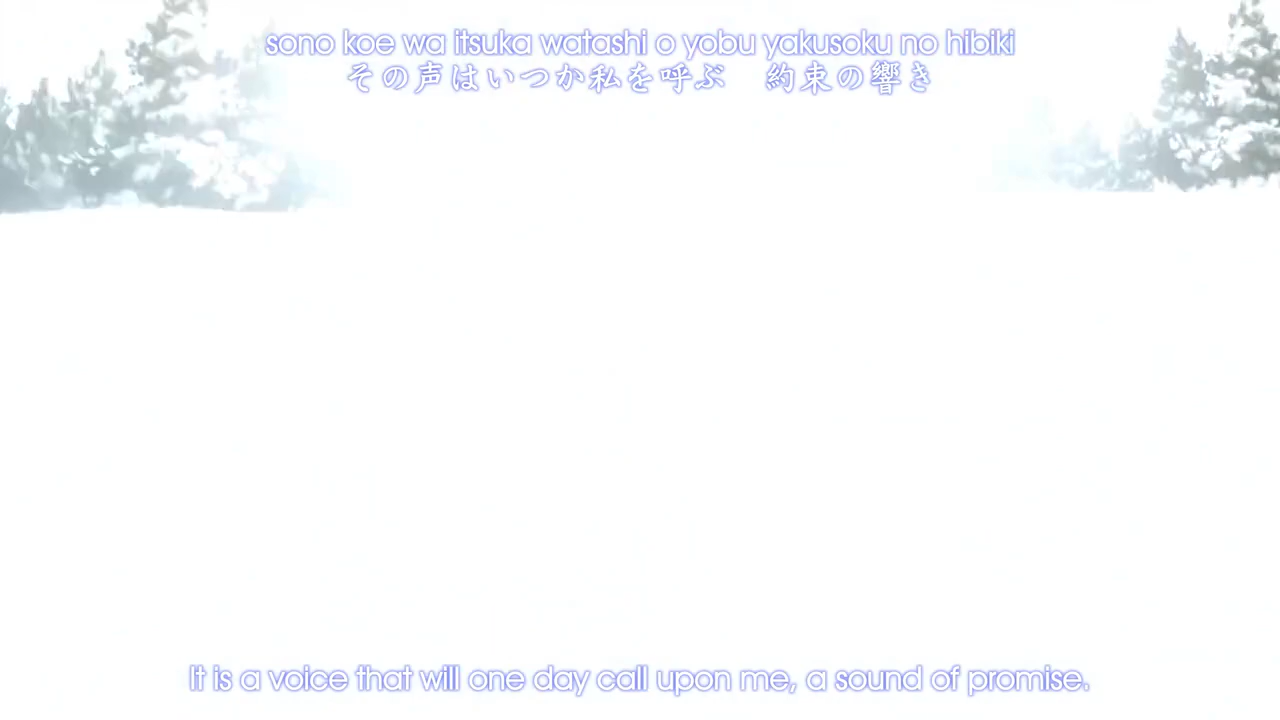 sono koe wa itsuka watashi o yobu yakusoku no hibiki
その声はいつか私を呼ぶ　約束の響き
It is a voice that will one day call upon me, a sound of promise.